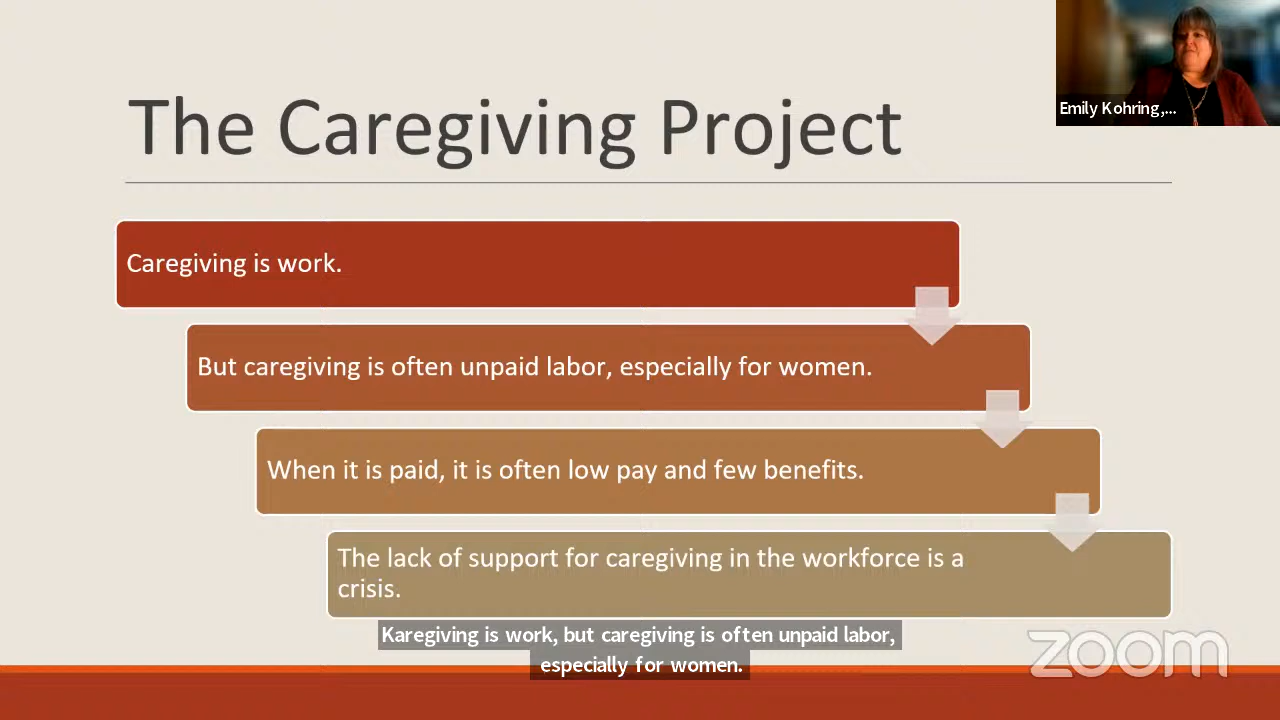 The Caregiving Project
Emily Kohring,...
Caregiving is work.
But caregiving is often unpaid labor, especially for women.
When it is paid, it is often low pay and few benefits.
The lack of support for caregiving in the workforce is a
crisis.
Karegiving is work, but caregiving is often unpaid labor,
especially for women.
zoom